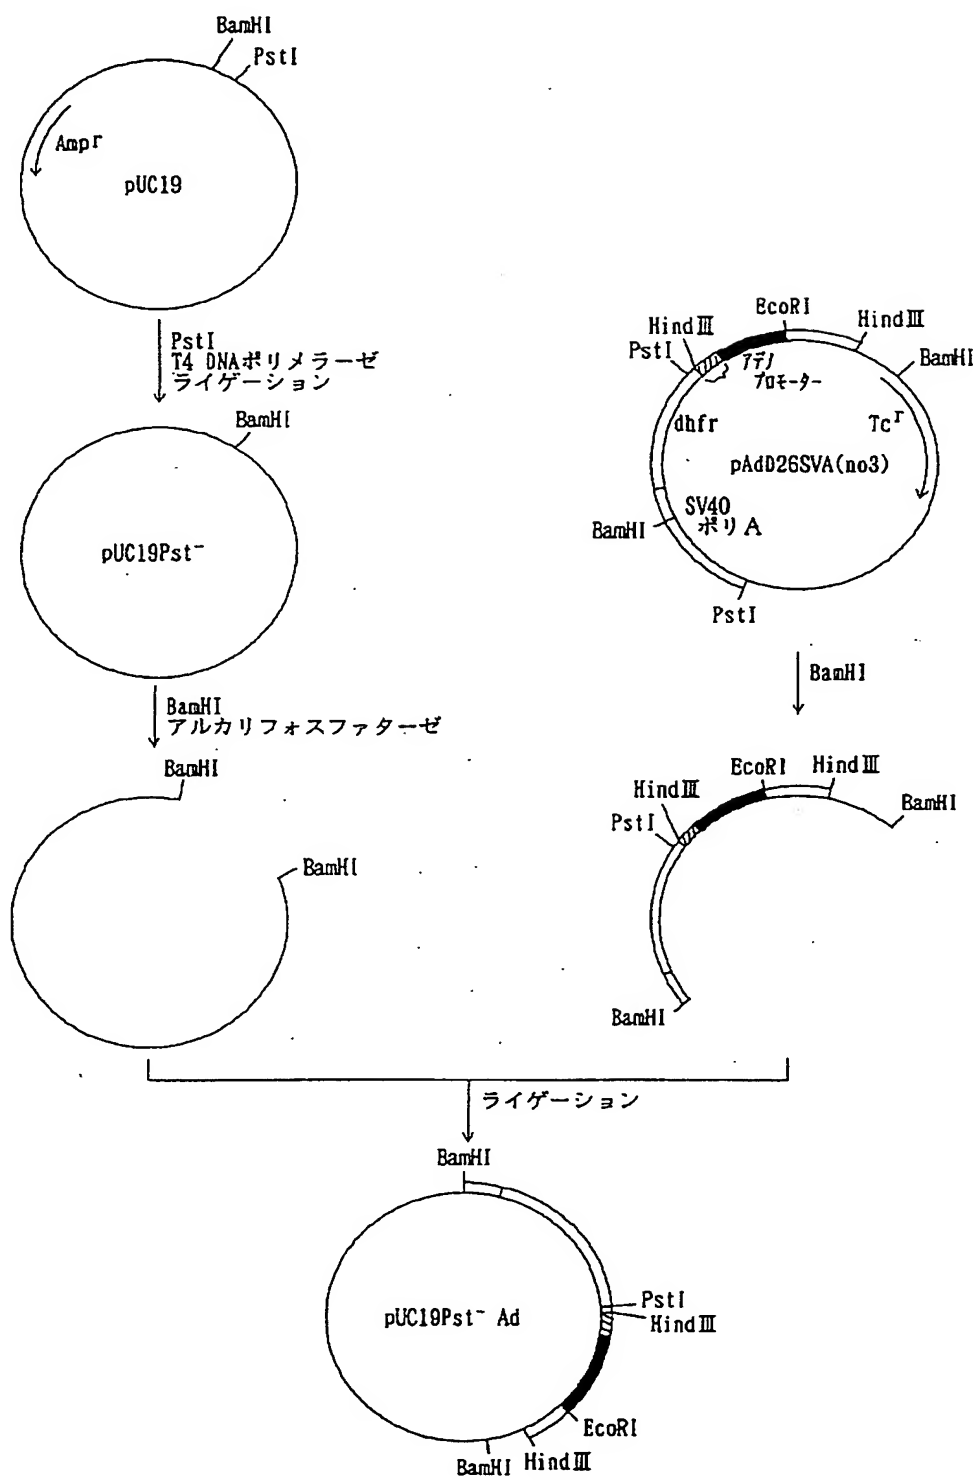 BamHI
PstI
Ampr
pUC19
PstI
T4 DNAポリメラーゼ
ライゲーション
BamHI
pUC19Pst-
BamHI
アルカリフォスファターゼ
BamHI
BamHI
EcoRI
HindⅢ
HindⅢ
PstI
BamHI
アデノ
プロモーター
dhfr
Tcr
pAdD26SVA(no3)
SV40
ポリA
BamHI
PstI
BamHI
EcoRI
HindⅢ
HindⅢ
BamHI
PstI
BamHI
ライゲーション
BamHI
pUC19Pst- Ad
PstI
HindⅢ
EcoRI
HindⅢ
BamHI